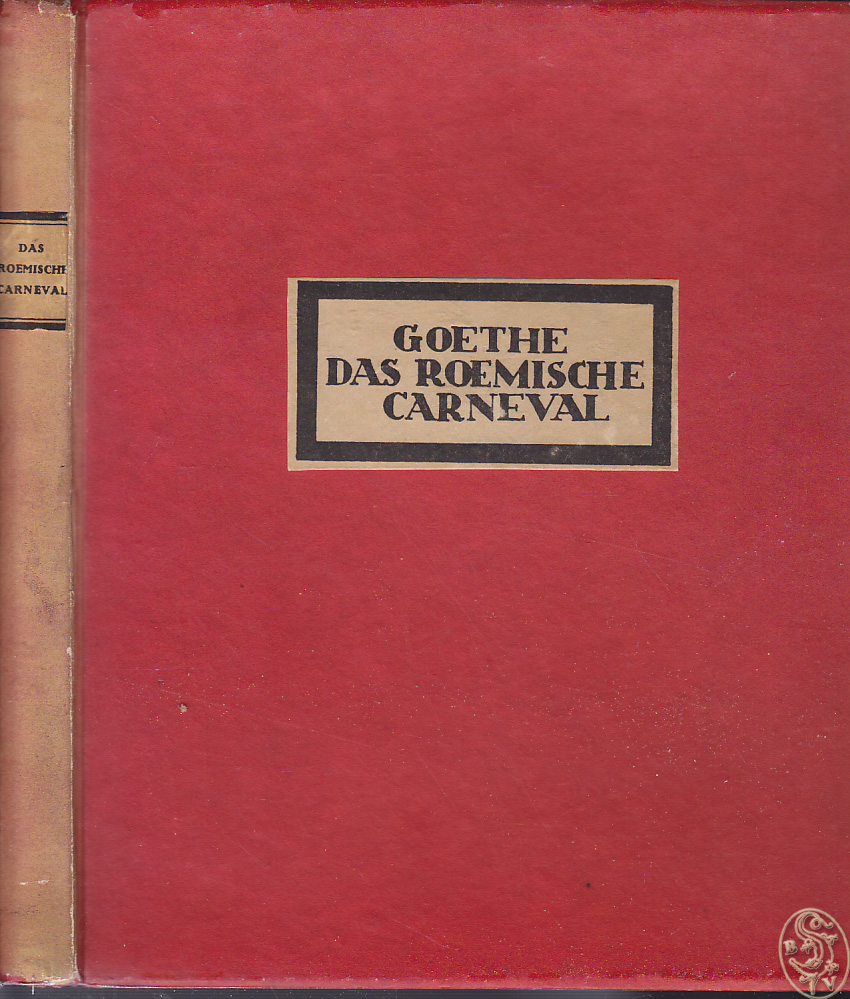 DAS
ROEMISCHE
CARNEVAL
GOETHE
DAS ROEMISCHE
CARNEVAL